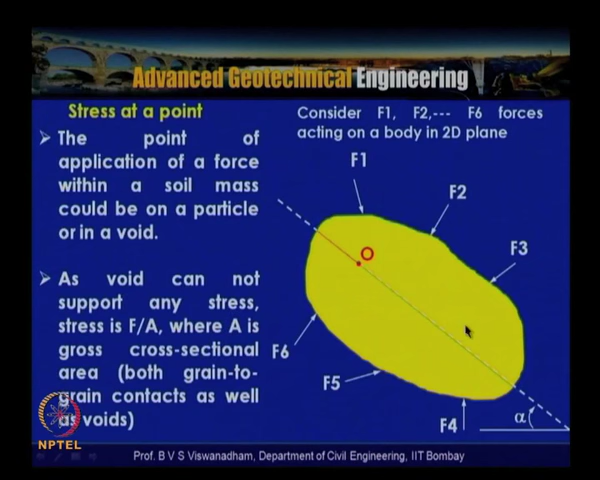 Advanced Geotechnical Engineering
Stress at a point
The point of
application of a force
within a soil mass
could be on a particle
or in a void.
As void can not
support any stress,
stress is F/A, where A is
gross cross-sectional
area (both grain-to-
grain contacts as well
as voids)
Consider F1, F2,--- F6 forces
acting on a body in 2D plane
F1
F2
F3
O
F6
F5
F4
α
NPTEL
Prof. B V S Viswanadham, Department of Civil Engineering, IIT Bombay